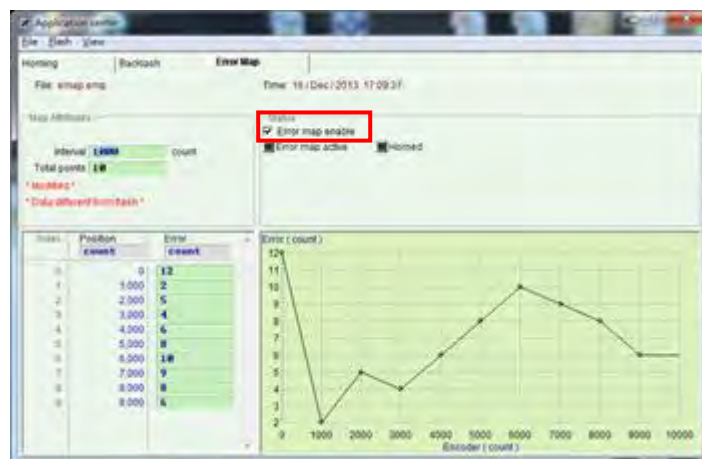 Application center
File Flash View
Homing Backlash Error Map
File: emap.emp Time: 16 / Dec / 2013 17:09:37
Map Attributes Status
Error map enable
Error map active Homed
Interval count
Total points 10
* Modified *
* Data different from flash *
Index Position Error
count count
0 0 12
1 1,000 2
2 2,000 5
3 3,000 4
4 4,000 6
5 5,000 8
6 6,000 10
7 7,000 9
8 8,000 8
9 9,000 6
Error ( count )
12
11
10
9
8
7
6
5
4
3
2
0 1000 2000 3000 4000 5000 6000 7000 8000 9000 10000
Encoder ( count )